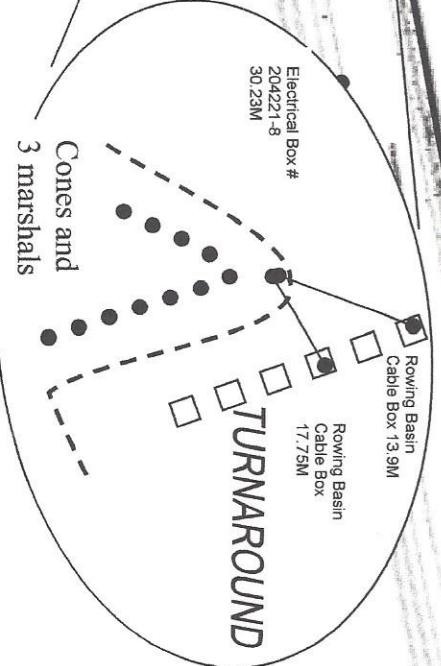 Electrical Box #
204221-8
30.23M
Cones and
3 marshals
Rowing Basin
Cable Box 13.9M
Rowing Basin
Cable Box
17.75M
TURNAROUND